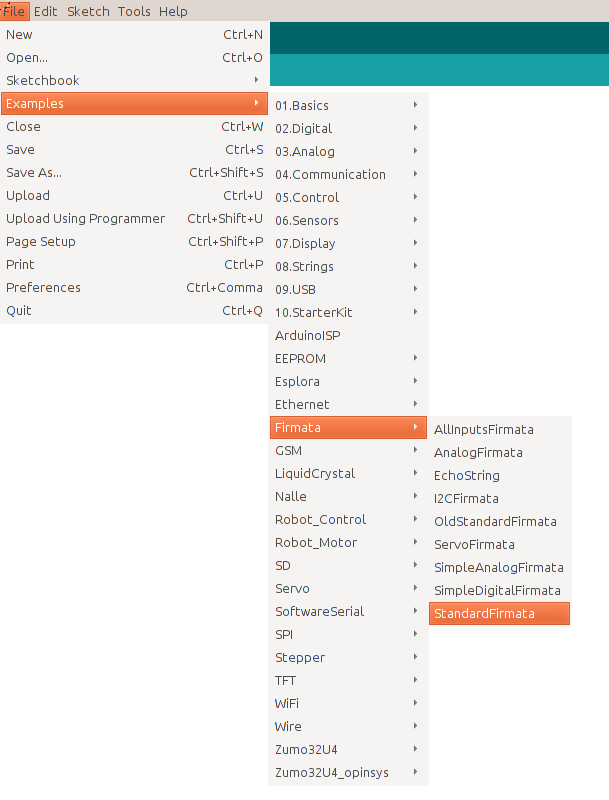 File Edit Sketch Tools Help
New Ctrl+N
Open... Ctrl+O
Sketchbook
Examples
Close Ctrl+W
Save Ctrl+S
Save As... Ctrl+Shift+S
Upload Ctrl+U
Upload Using Programmer Ctrl+Shift+U
Page Setup Ctrl+Shift+P
Print Ctrl+P
Preferences Ctrl+Comma
Quit Ctrl+Q
01.Basics
02.Digital
03.Analog
04.Communication
05.Control
06.Sensors
07.Display
08.Strings
09.USB
10.StarterKit
ArduinoISP
EEPROM
Esplora
Ethernet
Firmata
GSM
LiquidCrystal
Nalle
Robot_Control
Robot_Motor
SD
Servo
SoftwareSerial
SPI
Stepper
TFT
WiFi
Wire
Zumo32U4
Zumo32U4_opinsys
AllInputsFirmata
AnalogFirmata
EchoString
I2CFirmata
OldStandardFirmata
ServoFirmata
SimpleAnalogFirmata
SimpleDigitalFirmata
StandardFirmata